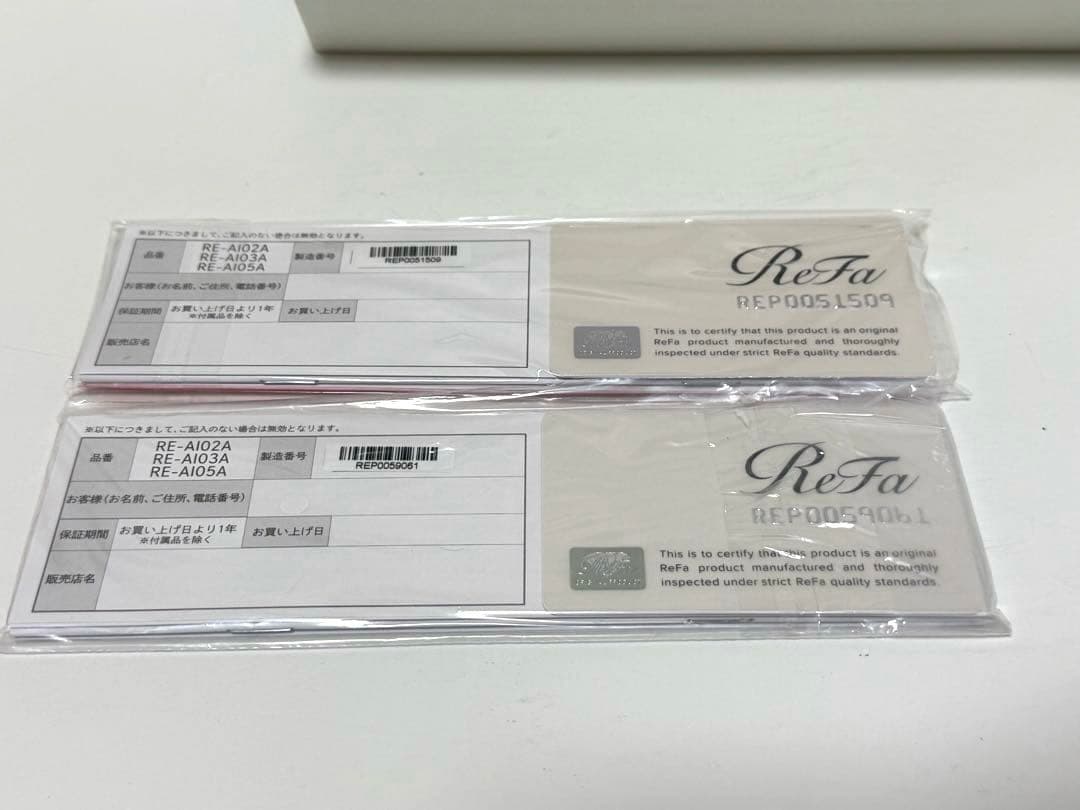 ※以下につきまして、ご記入のない場合は無効となります。
品番
RE-AI02A
RE-AI03A
RE-AI05A
製造番号
REP0051509
お客様(お名前、ご住所、電話番号)
保証期間
お買い上げ日より1年
※付属品を除く
お買い上げ日
販売店名
ReFa
REP0051509
This is to certify that this product is an original
ReFa product manufactured and thoroughly
inspected under strict ReFa quality standards.
※以下につきまして、ご記入のない場合は無効となります。
品番
RE-AI02A
RE-AI03A
RE-AI05A
製造番号
REP0059061
お客様(お名前、ご住所、電話番号)
保証期間
お買い上げ日より1年
※付属品を除く
お買い上げ日
販売店名
ReFa
REP0059061
This is to certify that this product is an original
ReFa product manufactured and thoroughly
inspected under strict ReFa quality standards.